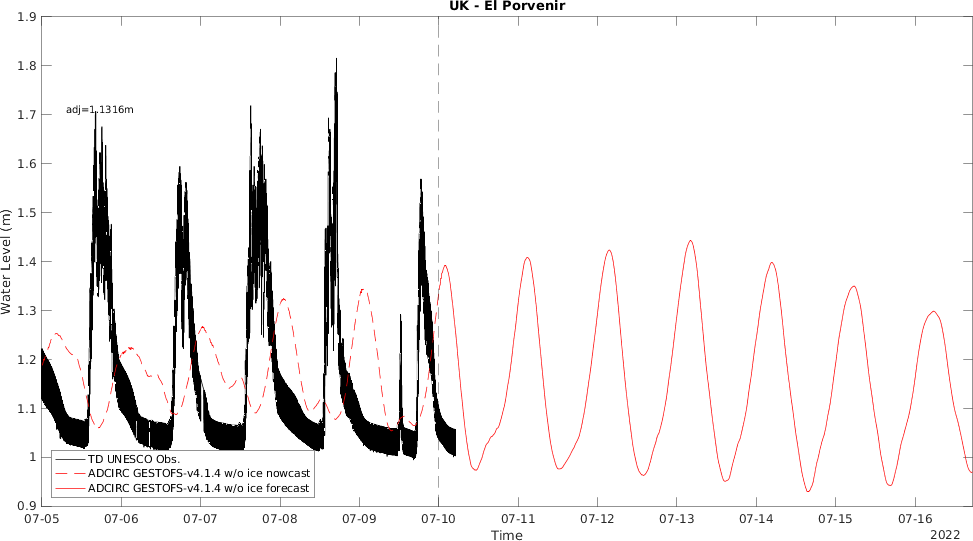 UK - El Porvenir
1.9
1.8
1.7
1.6
1.5
1.4
1.3
1.2
1.1
1
0.9
Water Level (m)
adj=1.1316m
TD UNESCO Obs.
ADCIRC GESTOFS-v4.1.4 w/o ice nowcast
ADCIRC GESTOFS-v4.1.4 w/o ice forecast
07-05 07-06 07-07 07-08 07-09 07-10 07-11 07-12 07-13 07-14 07-15 07-16
Time
2022